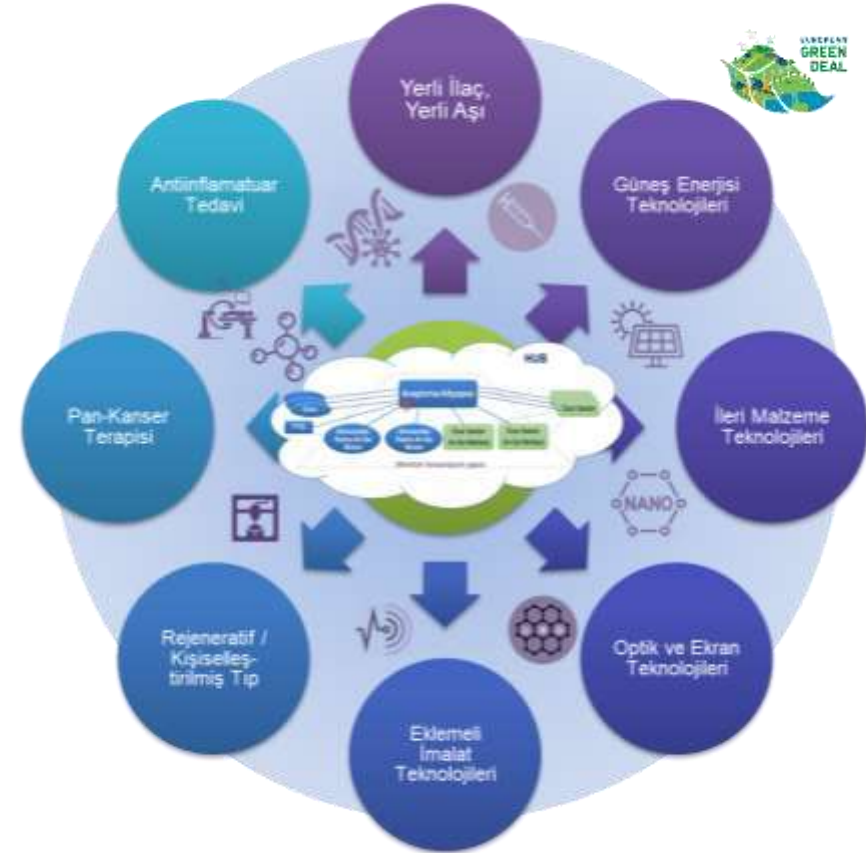 EUROPEAN
GREEN
DEAL
Yerli İlaç,
Yerli Aşı
Güneş Enerjisi
Teknolojileri
İleri Malzeme
Teknolojileri
Optik ve Ekran
Teknolojileri
Eklemeli
İmalat
Teknolojileri
Rejeneratif /
Kişiselleş-
tirilmiş Tıp
Pan-Kanser
Terapisi
Antiinflamatuar
Tedavi
NANO
HUB